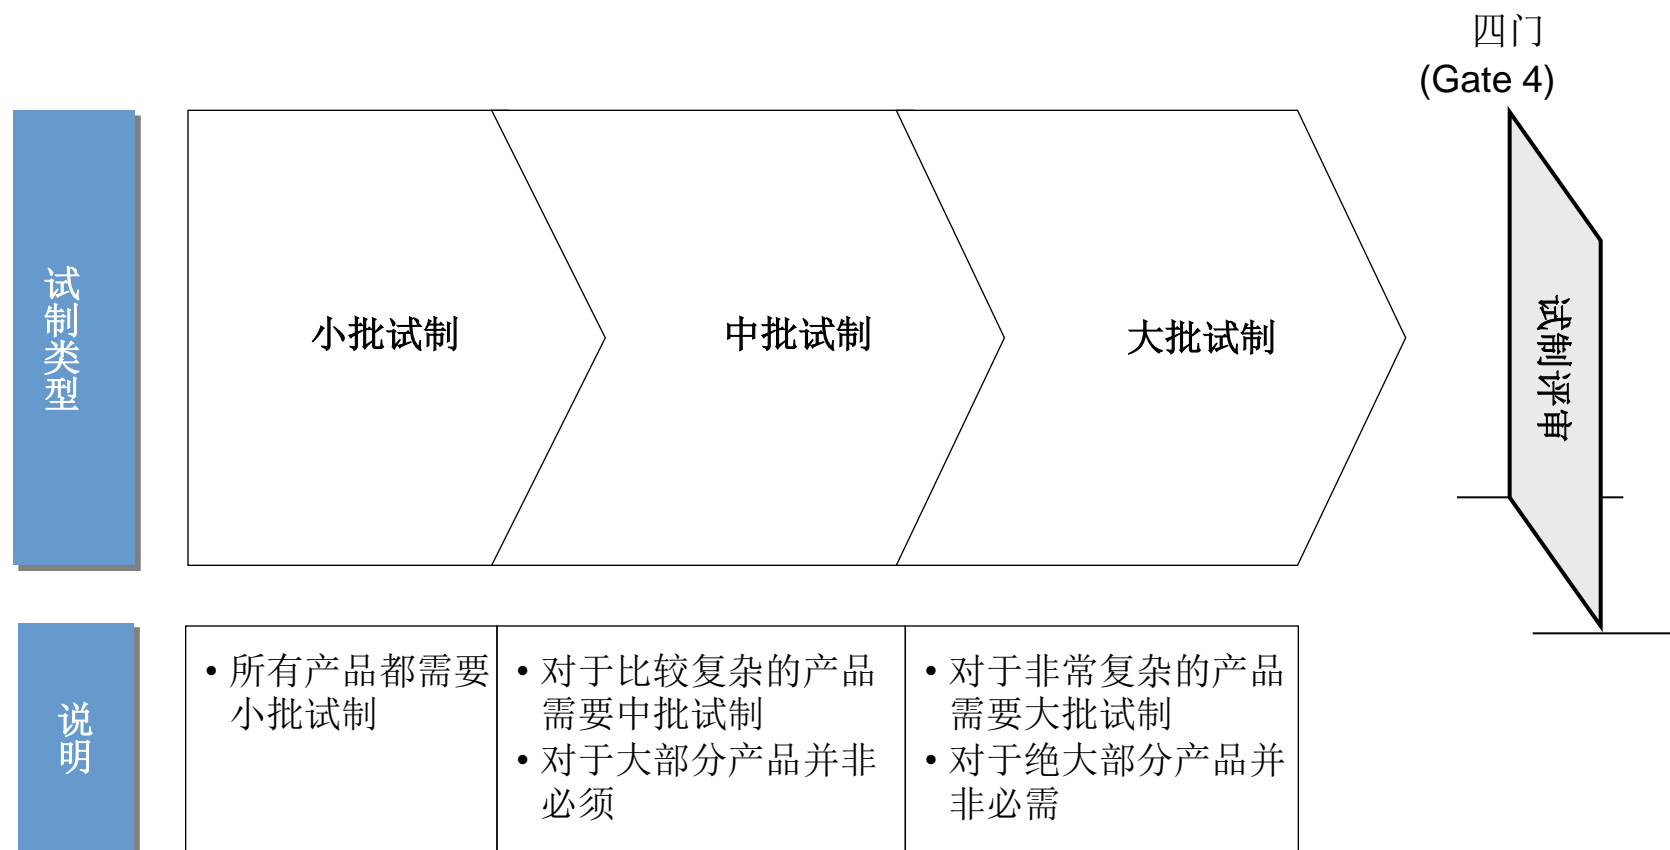 四门
(Gate 4)
试制类型
小批试制
中批试制
大批试制
试制评审
说明
• 所有产品都需要
小批试制
• 对于比较复杂的产品
需要中批试制
• 对于大部分产品并非
必须
• 对于非常复杂的产品
需要大批试制
• 对于绝大部分产品并
非必需